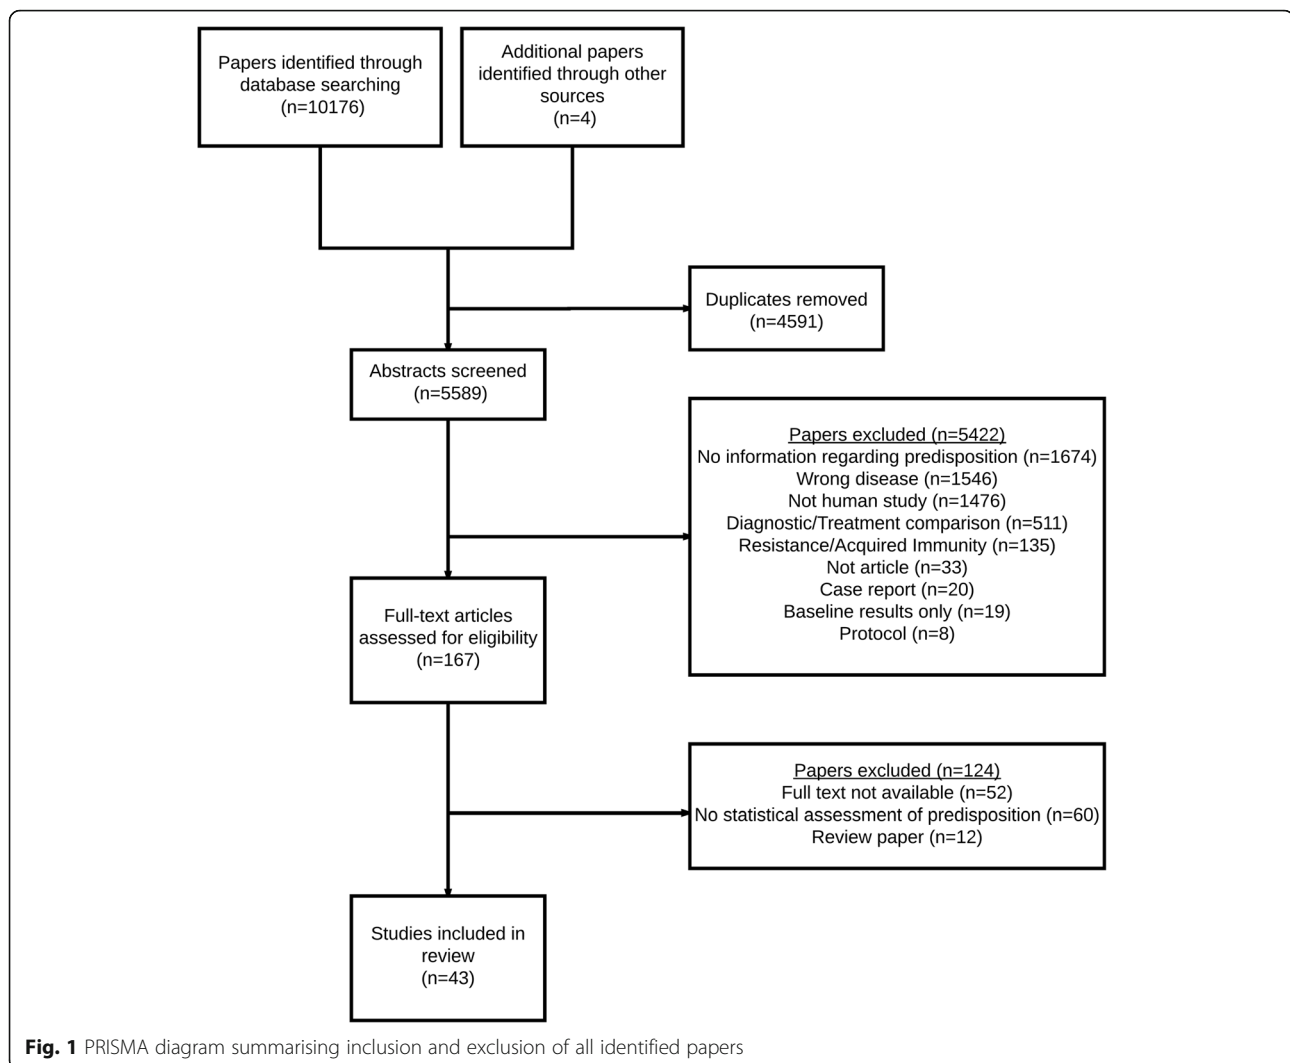 Papers identified through
database searching
(n=10176)
Additional papers
identified through other
sources
(n=4)
Duplicates removed
(n=4591)
Abstracts screened
(n=5589)
Papers excluded (n=5422)
No information regarding predisposition (n=1674)
Wrong disease (n=1546)
Not human study (n=1476)
Diagnostic/Treatment comparison (n=511)
Resistance/Acquired Immunity (n=135)
Not article (n=33)
Case report (n=20)
Baseline results only (n=19)
Protocol (n=8)
Full-text articles
assessed for eligibility
(n=167)
Papers excluded (n=124)
Full text not available (n=52)
No statistical assessment of predisposition (n=60)
Review paper (n=12)
Studies included in
review
(n=43)
Fig. 1 PRISMA diagram summarising inclusion and exclusion of all identified papers